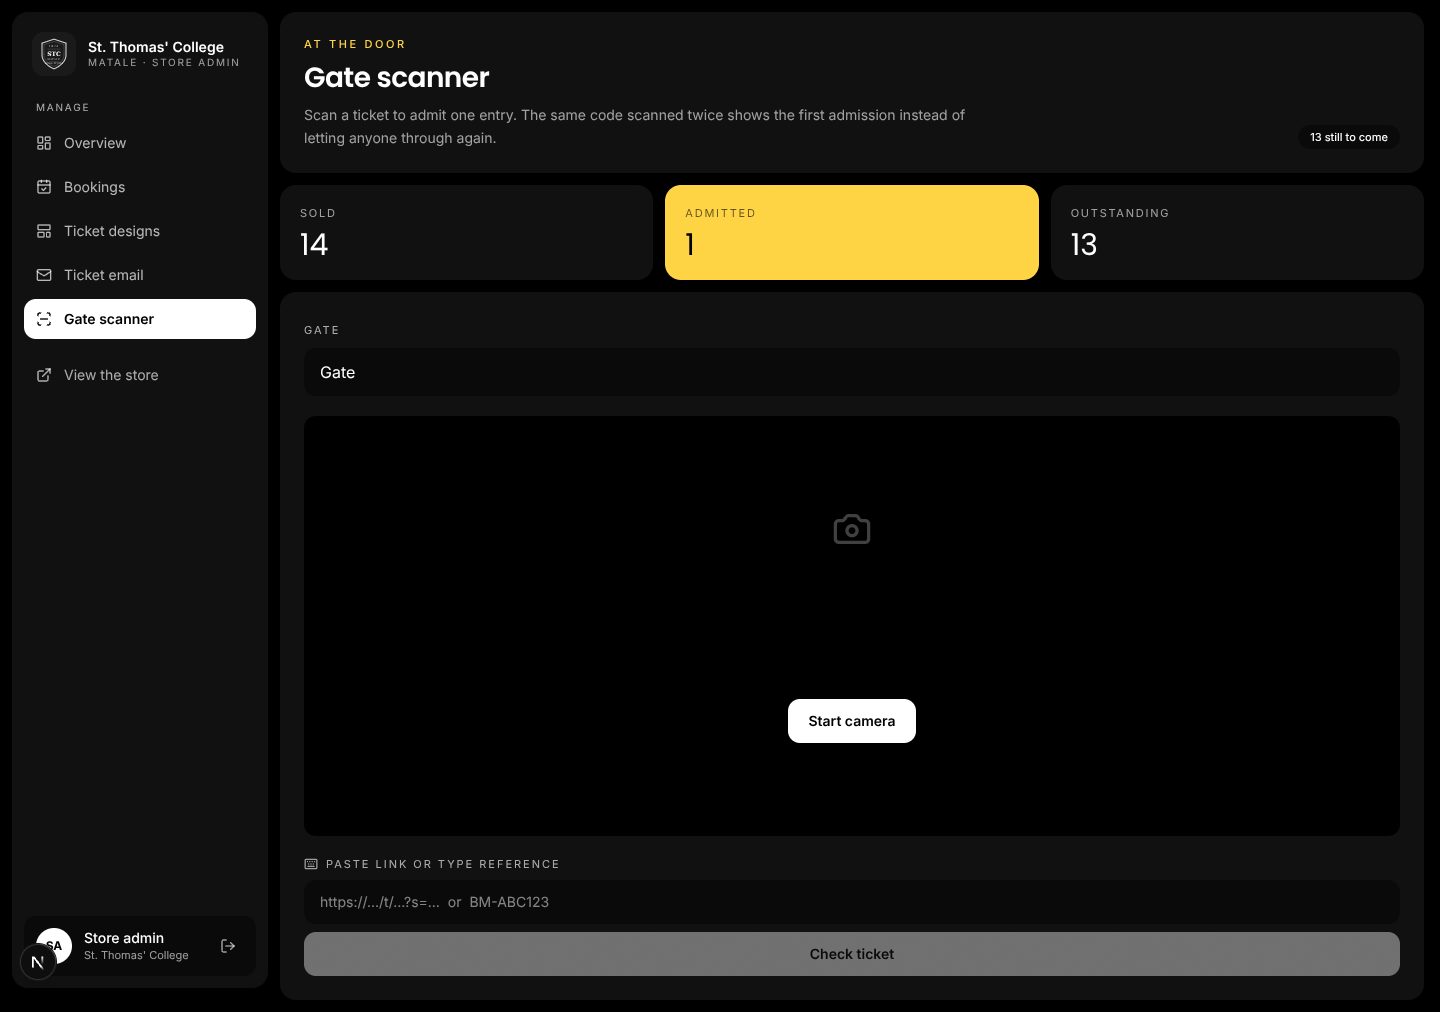 STC
St. Thomas' College
MATALE · STORE ADMIN
MANAGE
Overview
Bookings
Ticket designs
Ticket email
Gate scanner
View the store
SA
Store admin
St. Thomas' College
N
AT THE DOOR
Gate scanner
Scan a ticket to admit one entry. The same code scanned twice shows the first admission instead of
letting anyone through again.
13 still to come
SOLD
14
ADMITTED
1
OUTSTANDING
13
GATE
Gate
Start camera
PASTE LINK OR TYPE REFERENCE
https://.../t/...?s=... or BM-ABC123
Check ticket